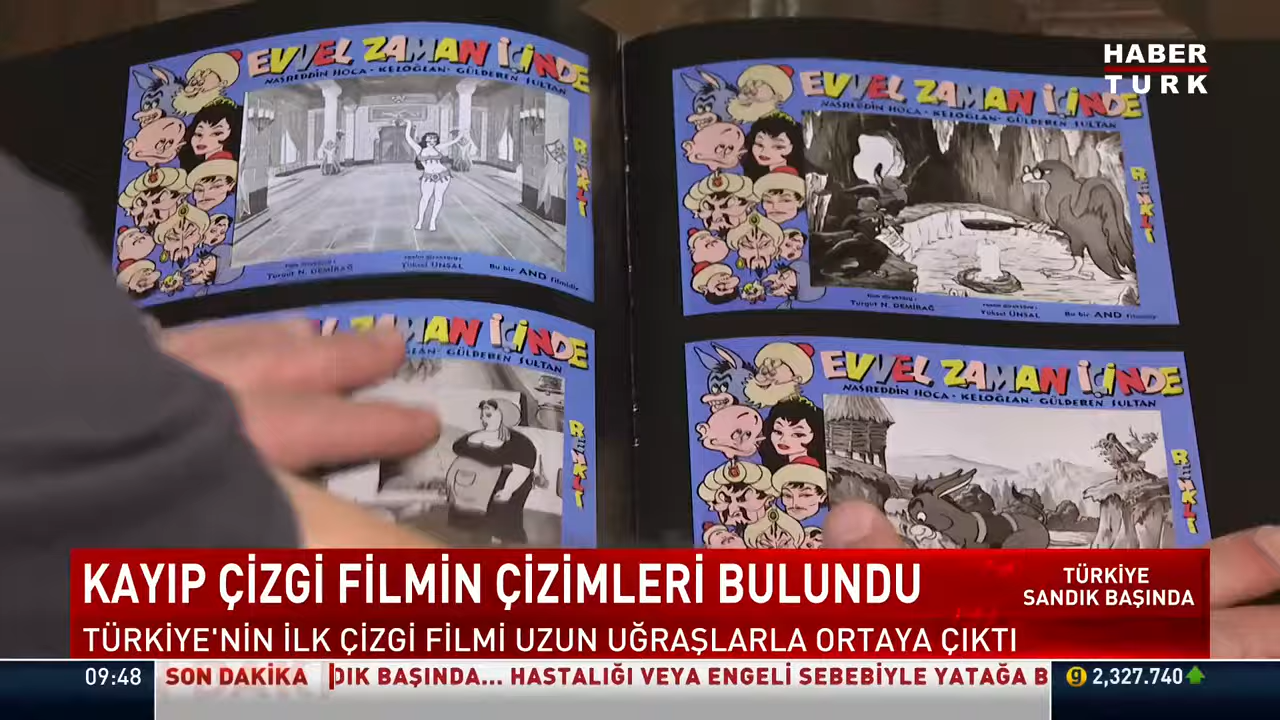 HABER
TURK
EVVEL ZAMAN İÇİNDE
NASREDDİN HOCA - KELOĞLAN - GÜLDEREN SULTAN
RENKLİ
film direktörü :
Turgut N. DEMİRAĞ
Yüksel ÜNSAL
Bu bir AND filmidir
EVVEL ZAMAN İÇİNDE
NASREDDİN HOCA - KELOĞLAN - GÜLDEREN SULTAN
RENKLİ
film direktörü :
Turgut N. DEMİRAĞ
Yüksel ÜNSAL
Bu bir AND filmidir
ZAMAN İÇİNDE
GÜLDEREN SULTAN
RENKLİ
EVVEL ZAMAN İÇİNDE
NASREDDİN HOCA - KELOĞLAN - GÜLDEREN SULTAN
RENKLİ
KAYIP ÇİZGİ FİLMİN ÇİZİMLERİ BULUNDU
TÜRKİYE
SANDIK BAŞINDA
TÜRKİYE'NİN İLK ÇİZGİ FİLMİ UZUN UĞRAŞLARLA ORTAYA ÇIKTI
09:48
SON DAKİKA
DIK BAŞINDA... HASTALIĞI VEYA ENGELİ SEBEBİYLE YATAĞA B
2,327.740